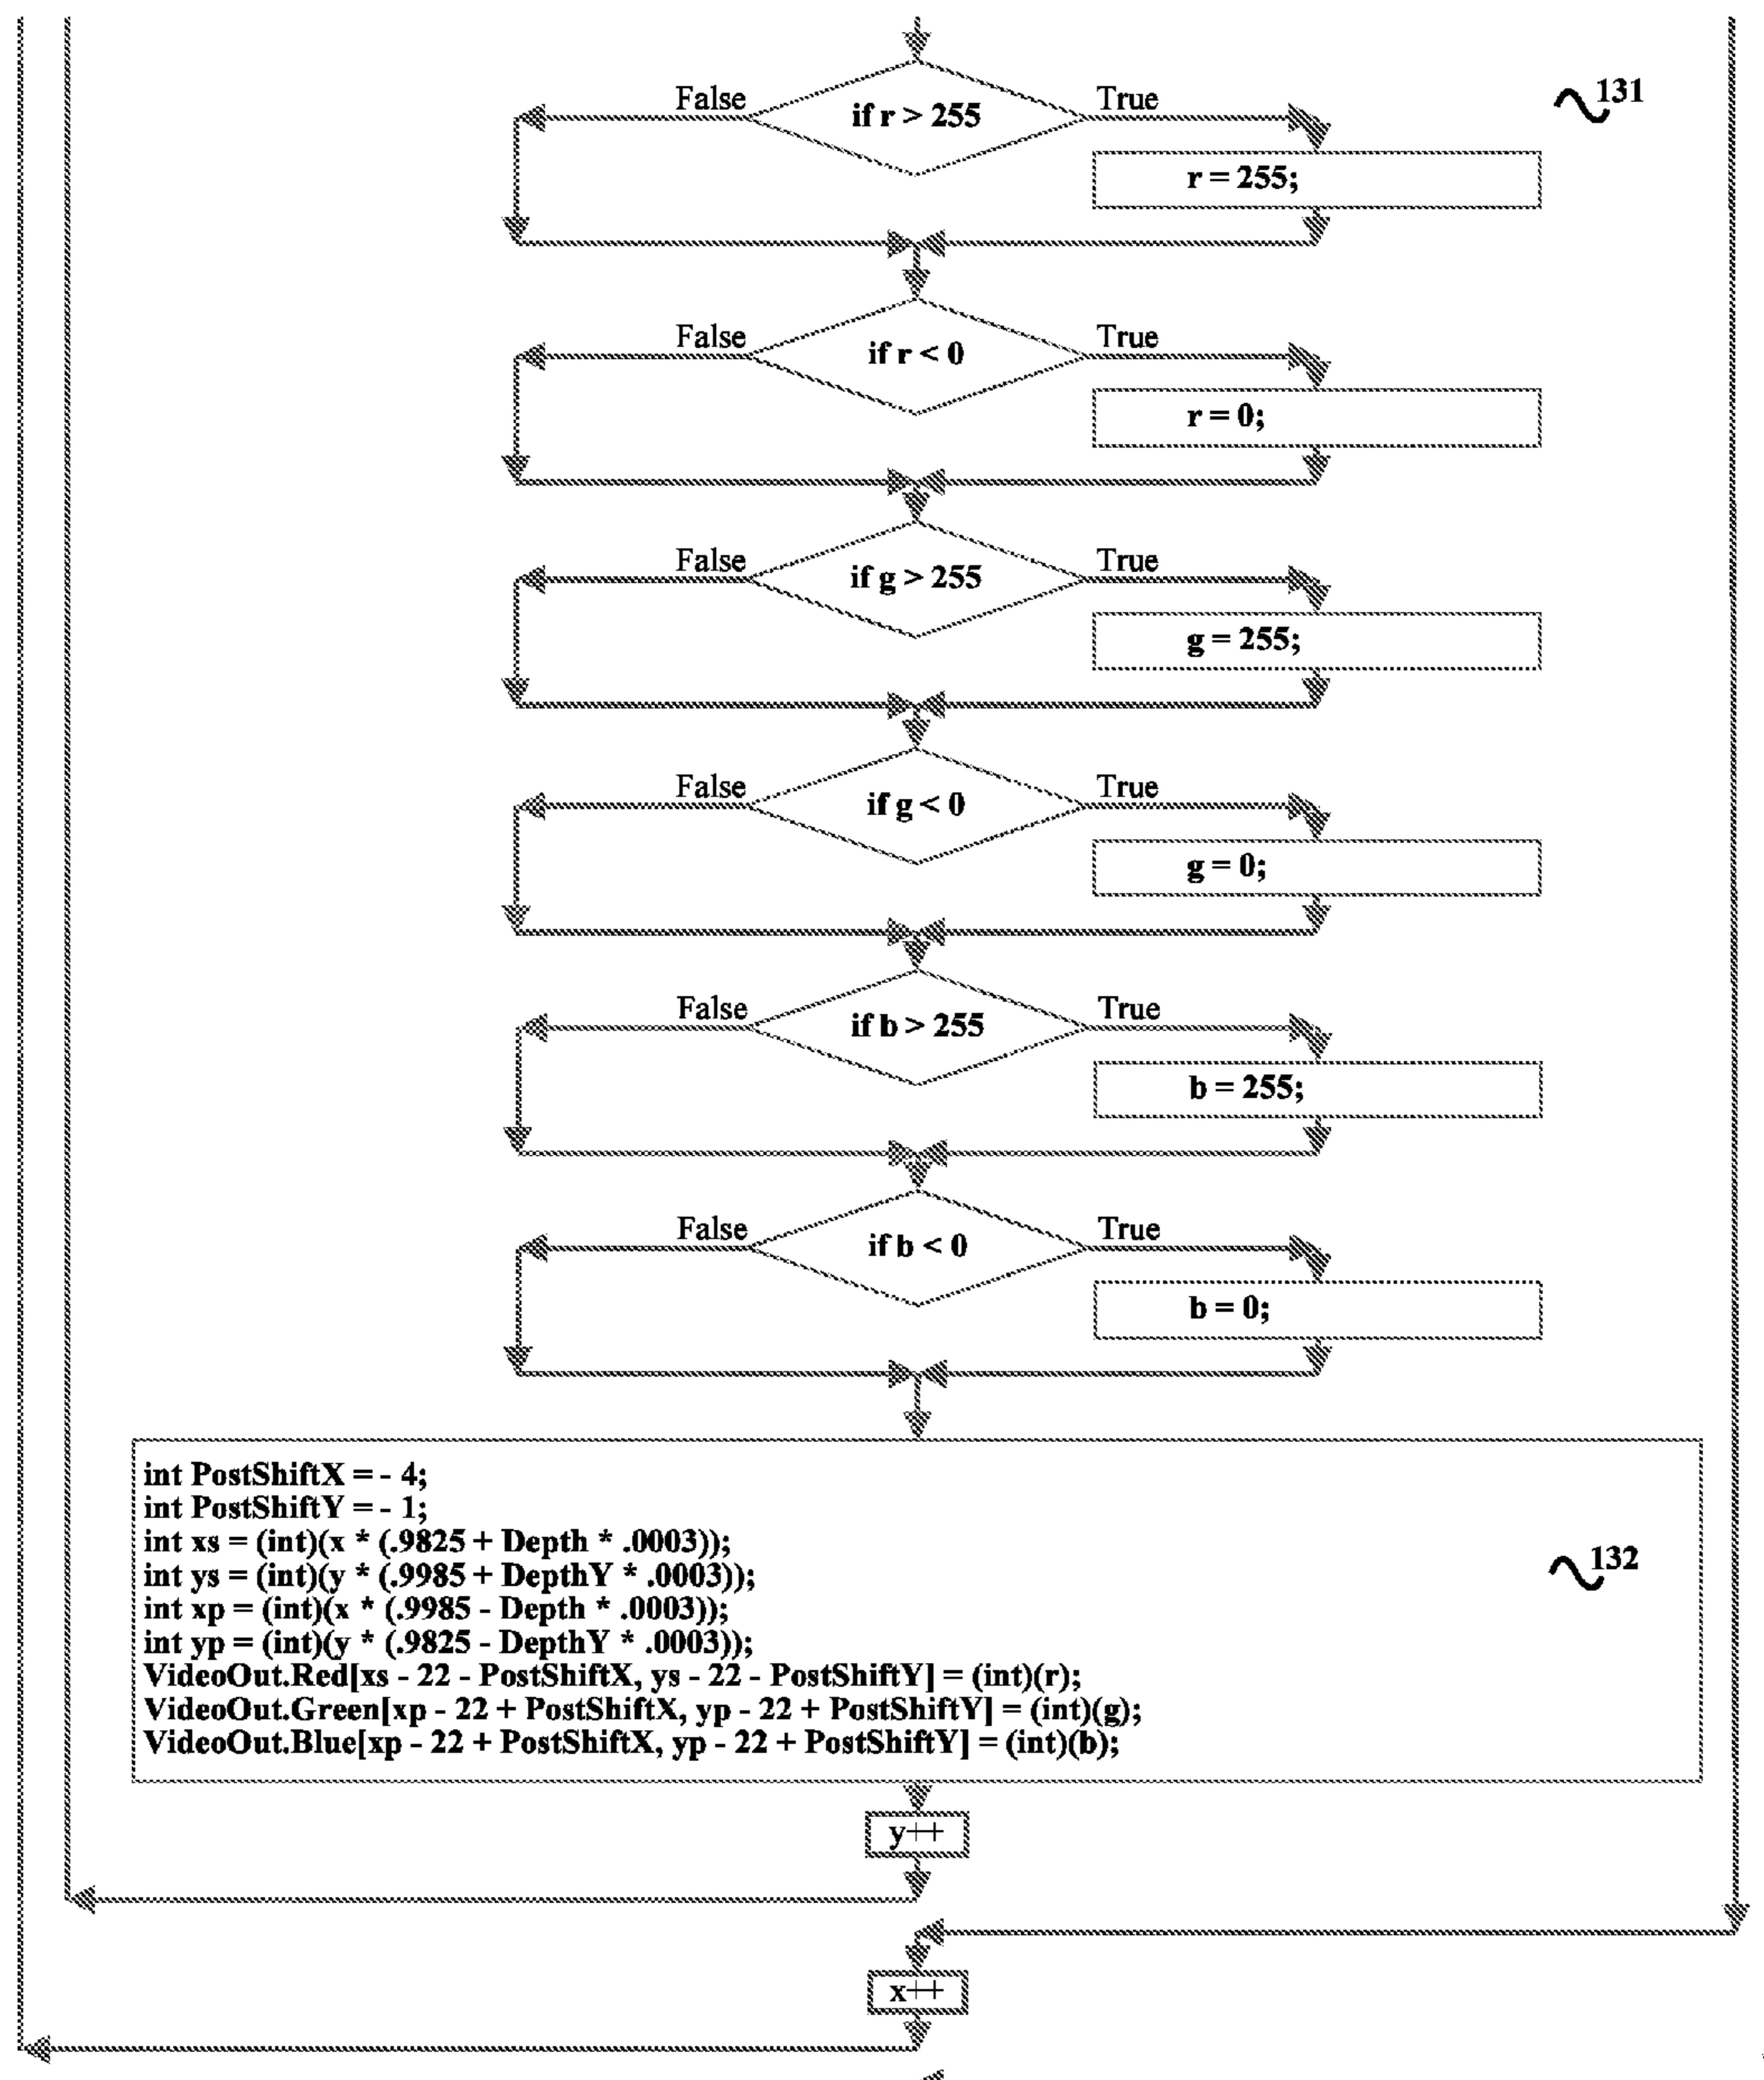 False
if r > 255
True
131
r = 255;
False
if r < 0
True
r = 0;
False
if g > 255
True
g = 255;
False
if g < 0
True
g = 0;
False
if b > 255
True
b = 255;
False
if b < 0
True
b = 0;
int PostShiftX = - 4;
int PostShiftY = - 1;
int xs = (int)(x * (.9825 + Depth * .0003));
int ys = (int)(y * (.9985 + DepthY * .0003));
132
int xp = (int)(x * (.9985 - Depth * .0003));
int yp = (int)(y * (.9825 - DepthY * .0003));
VideoOut.Red[xs - 22 - PostShiftX, ys - 22 - PostShiftY] = (int)(r);
VideoOut.Green[xp - 22 + PostShiftX, yp - 22 + PostShiftY] = (int)(g);
VideoOut.Blue[xp - 22 + PostShiftX, yp - 22 + PostShiftY] = (int)(b);
y++
x++